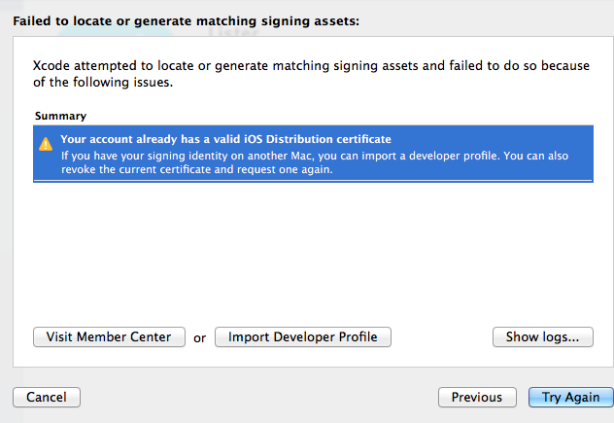 Failed to locate or generate matching signing assets:
Lister
Xcode attempted to locate or generate matching signing assets and failed to do so because
of the following issues.
Summary
Your account already has a valid iOS Distribution certificate
If you have your signing identity on another Mac, you can import a developer profile. You can also
revoke the current certificate and request one again.
Visit Member Center or Import Developer Profile Show logs...
Cancel Previous Try Again